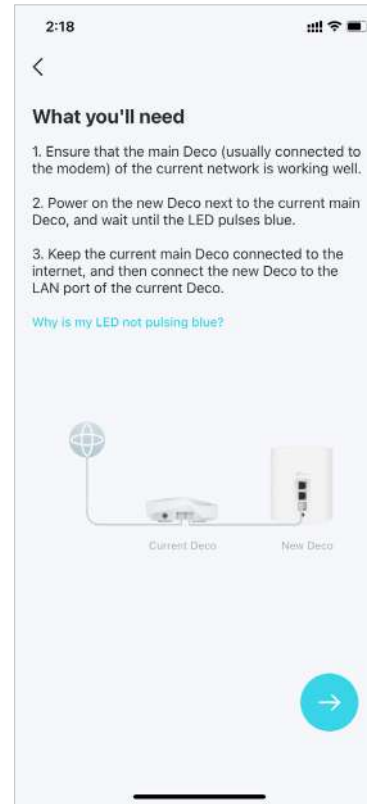 2:18
What you'll need
1. Ensure that the main Deco (usually connected to
the modem) of the current network is working well.
2. Power on the new Deco next to the current main
Deco, and wait until the LED pulses blue.
3. Keep the current main Deco connected to the
internet, and then connect the new Deco to the
LAN port of the current Deco.
Why is my LED not pulsing blue?
Current Deco
New Deco